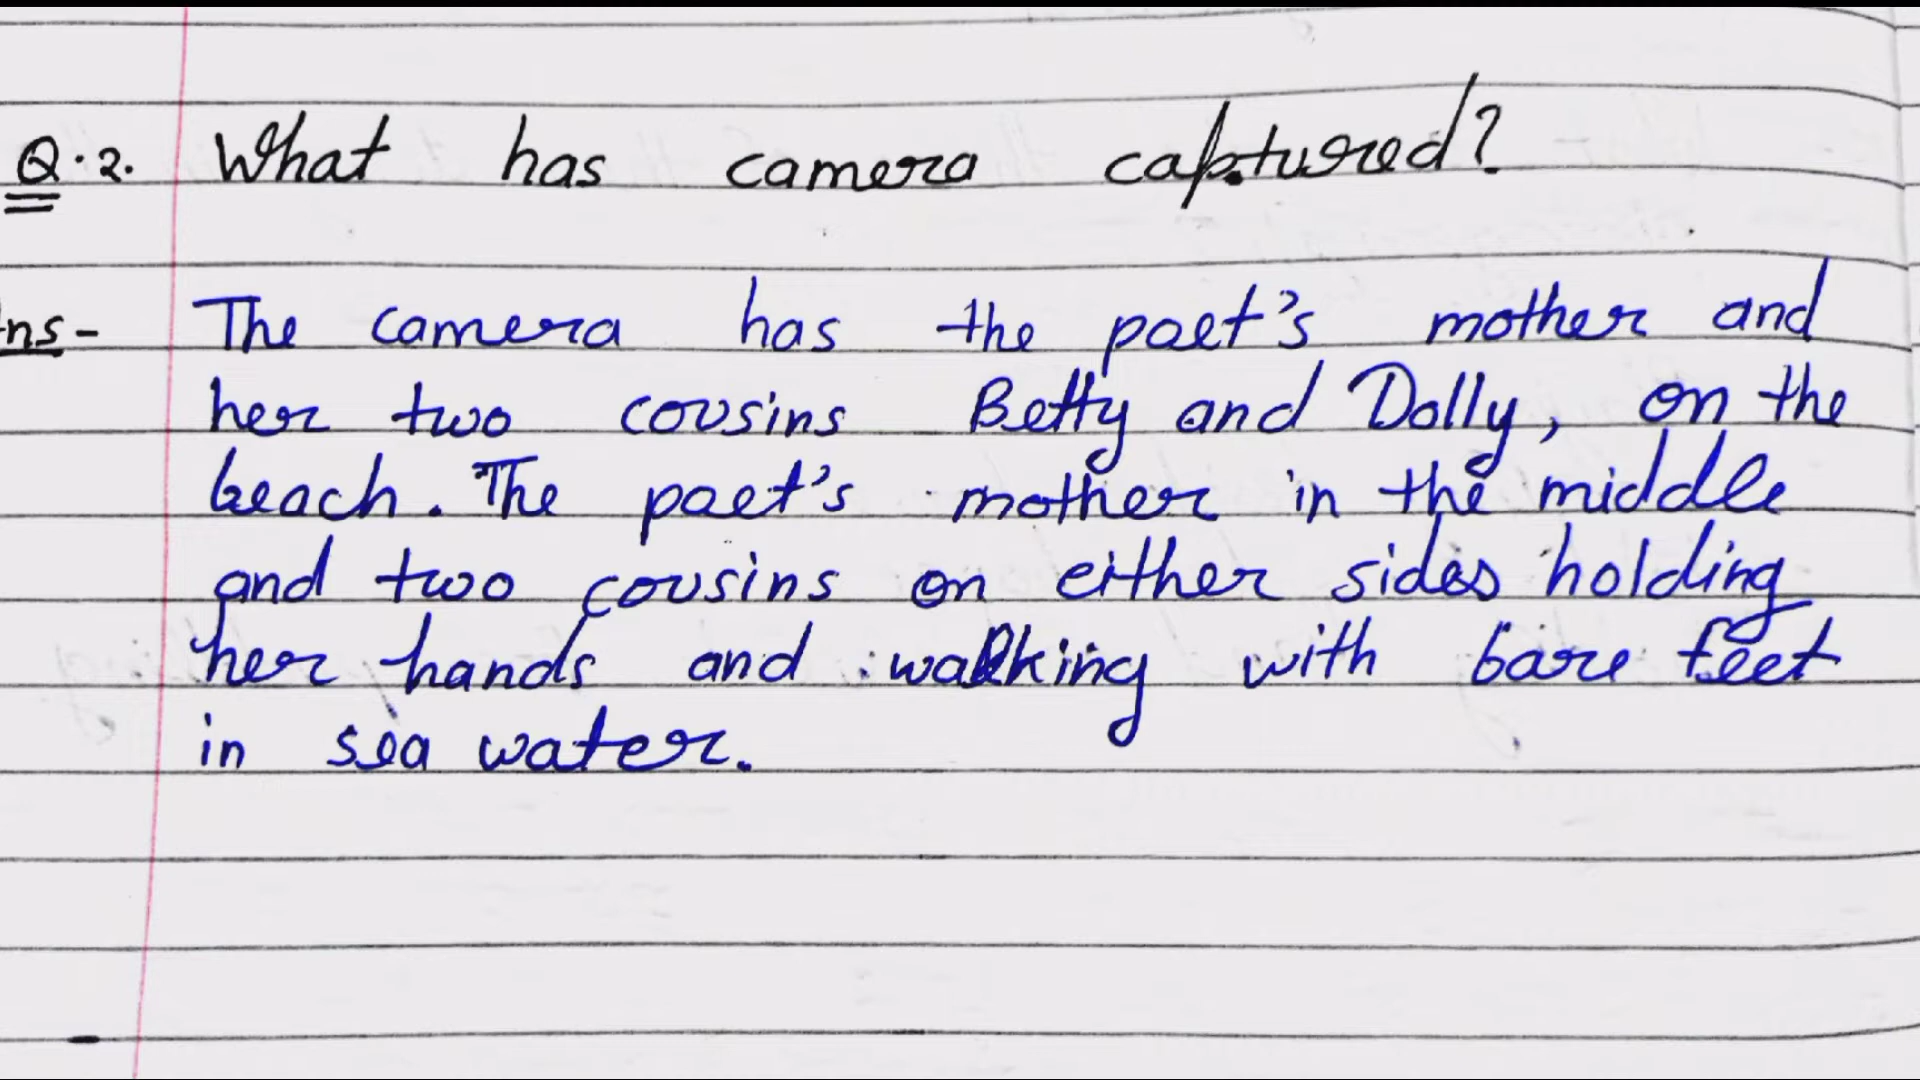 Q.2. What has camera captured?
Ans- The camera has the poet's mother and
her two cousins Betty and Dolly, on the
beach. The poet's mother in the middle
and two cousins on either sides holding
her hands and walking with bare feet
in sea water.